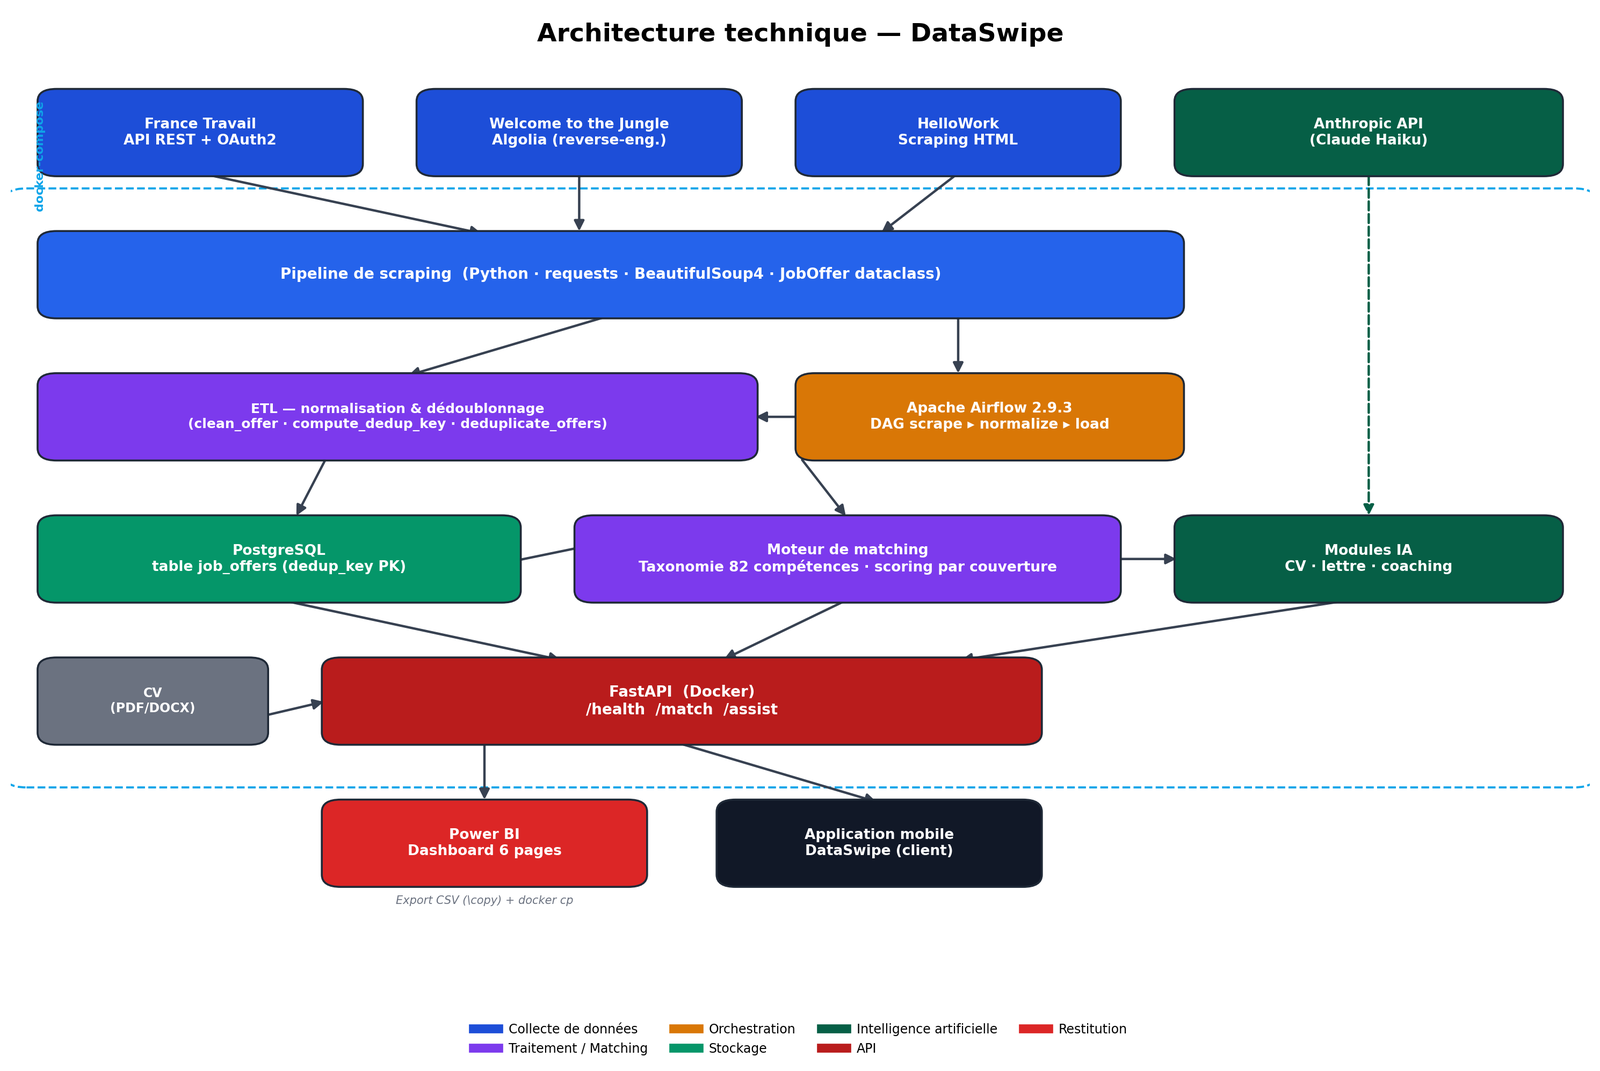 Architecture technique — DataSwipe
France Travail
API REST + OAuth2
Welcome to the Jungle
Algolia (reverse-eng.)
HelloWork
Scraping HTML
Anthropic API
(Claude Haiku)
docker-compose
Pipeline de scraping  (Python · requests · BeautifulSoup4 · JobOffer dataclass)
ETL — normalisation & dédoublonnage
(clean_offer · compute_dedup_key · deduplicate_offers)
Apache Airflow 2.9.3
DAG scrape ▸ normalize ▸ load
PostgreSQL
table job_offers (dedup_key PK)
Moteur de matching
Taxonomie 82 compétences · scoring par couverture
Modules IA
CV · lettre · coaching
CV
(PDF/DOCX)
FastAPI  (Docker)
/health  /match  /assist
Power BI
Dashboard 6 pages
Application mobile
DataSwipe (client)
Export CSV (\copy) + docker cp
Collecte de données
Traitement / Matching
Orchestration
Stockage
Intelligence artificielle
API
Restitution